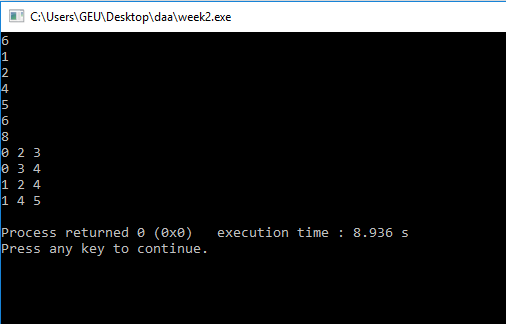 C:\Users\GEU\Desktop\daa\week2.exe
6
1
2
4
5
6
8
0 2 3
0 3 4
1 2 4
1 4 5
Process returned 0 (0x0)   execution time : 8.936 s
Press any key to continue.